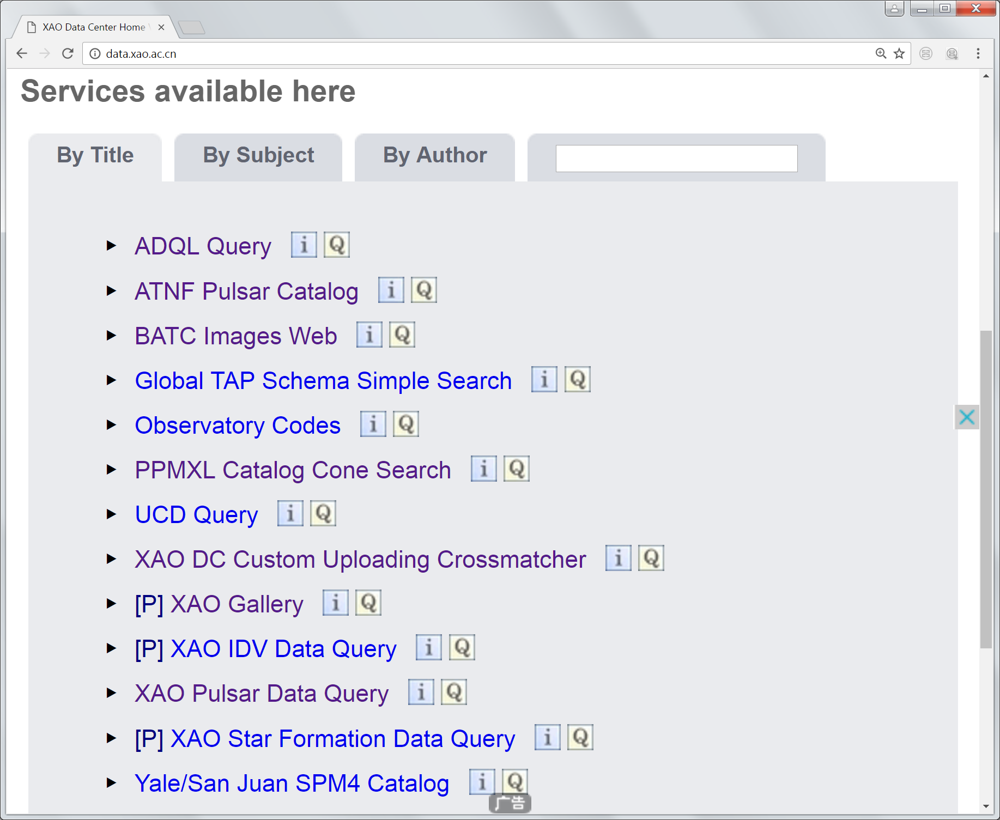 XAO Data Center Home
data.xao.ac.cn
Services available here
By Title By Subject By Author
ADQL Query i Q
ATNF Pulsar Catalog i Q
BATC Images Web i Q
Global TAP Schema Simple Search i Q
Observatory Codes i Q
PPMXL Catalog Cone Search i Q
UCD Query i Q
XAO DC Custom Uploading Crossmatcher i Q
[P] XAO Gallery i Q
[P] XAO IDV Data Query i Q
XAO Pulsar Data Query i Q
[P] XAO Star Formation Data Query i Q
Yale/San Juan SPM4 Catalog i Q
广告